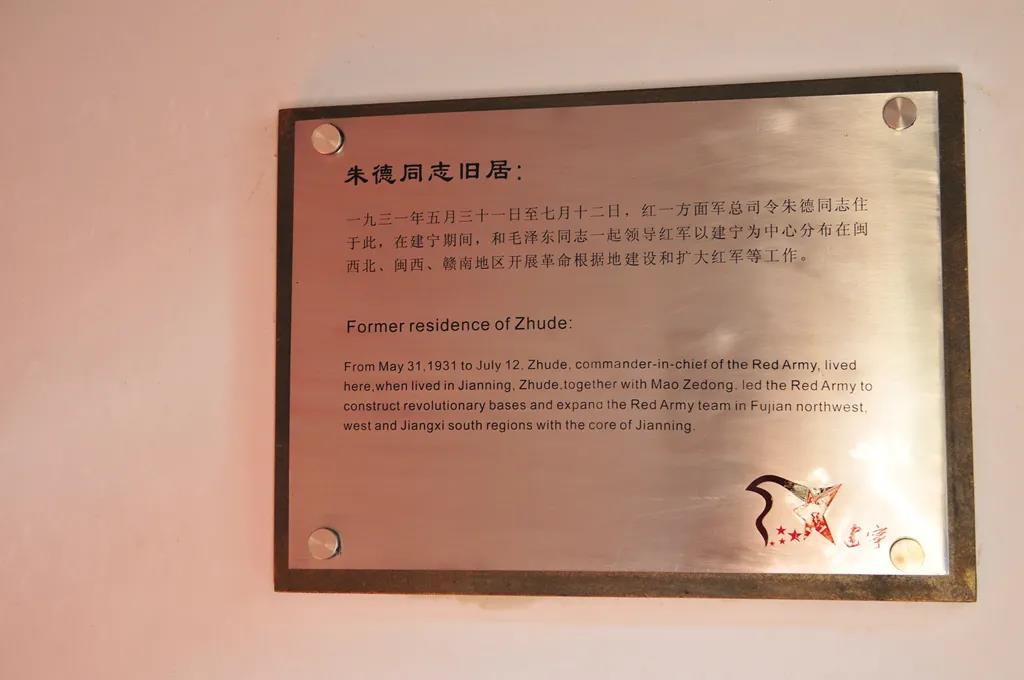 朱德同志旧居：
一九三一年五月三十一日至七月十二日，红一方面军总司令朱德同志住
于此，在建宁期间，和毛泽东同志一起领导红军以建宁为中心分布在闽
西北、闽西、赣南地区开展革命根据地建设和扩大红军等工作。
Former residence of Zhude:
From May 31,1931 to July 12. Zhude, commander-in-chief of the Red Army, lived
here,when lived in Jianning, Zhude,together with Mao Zedong. led the Red Army to
construct revolutionary bases and expand the Red Army team in Fujian northwest,
west and Jiangxi south regions with the core of Jianning.
建宁